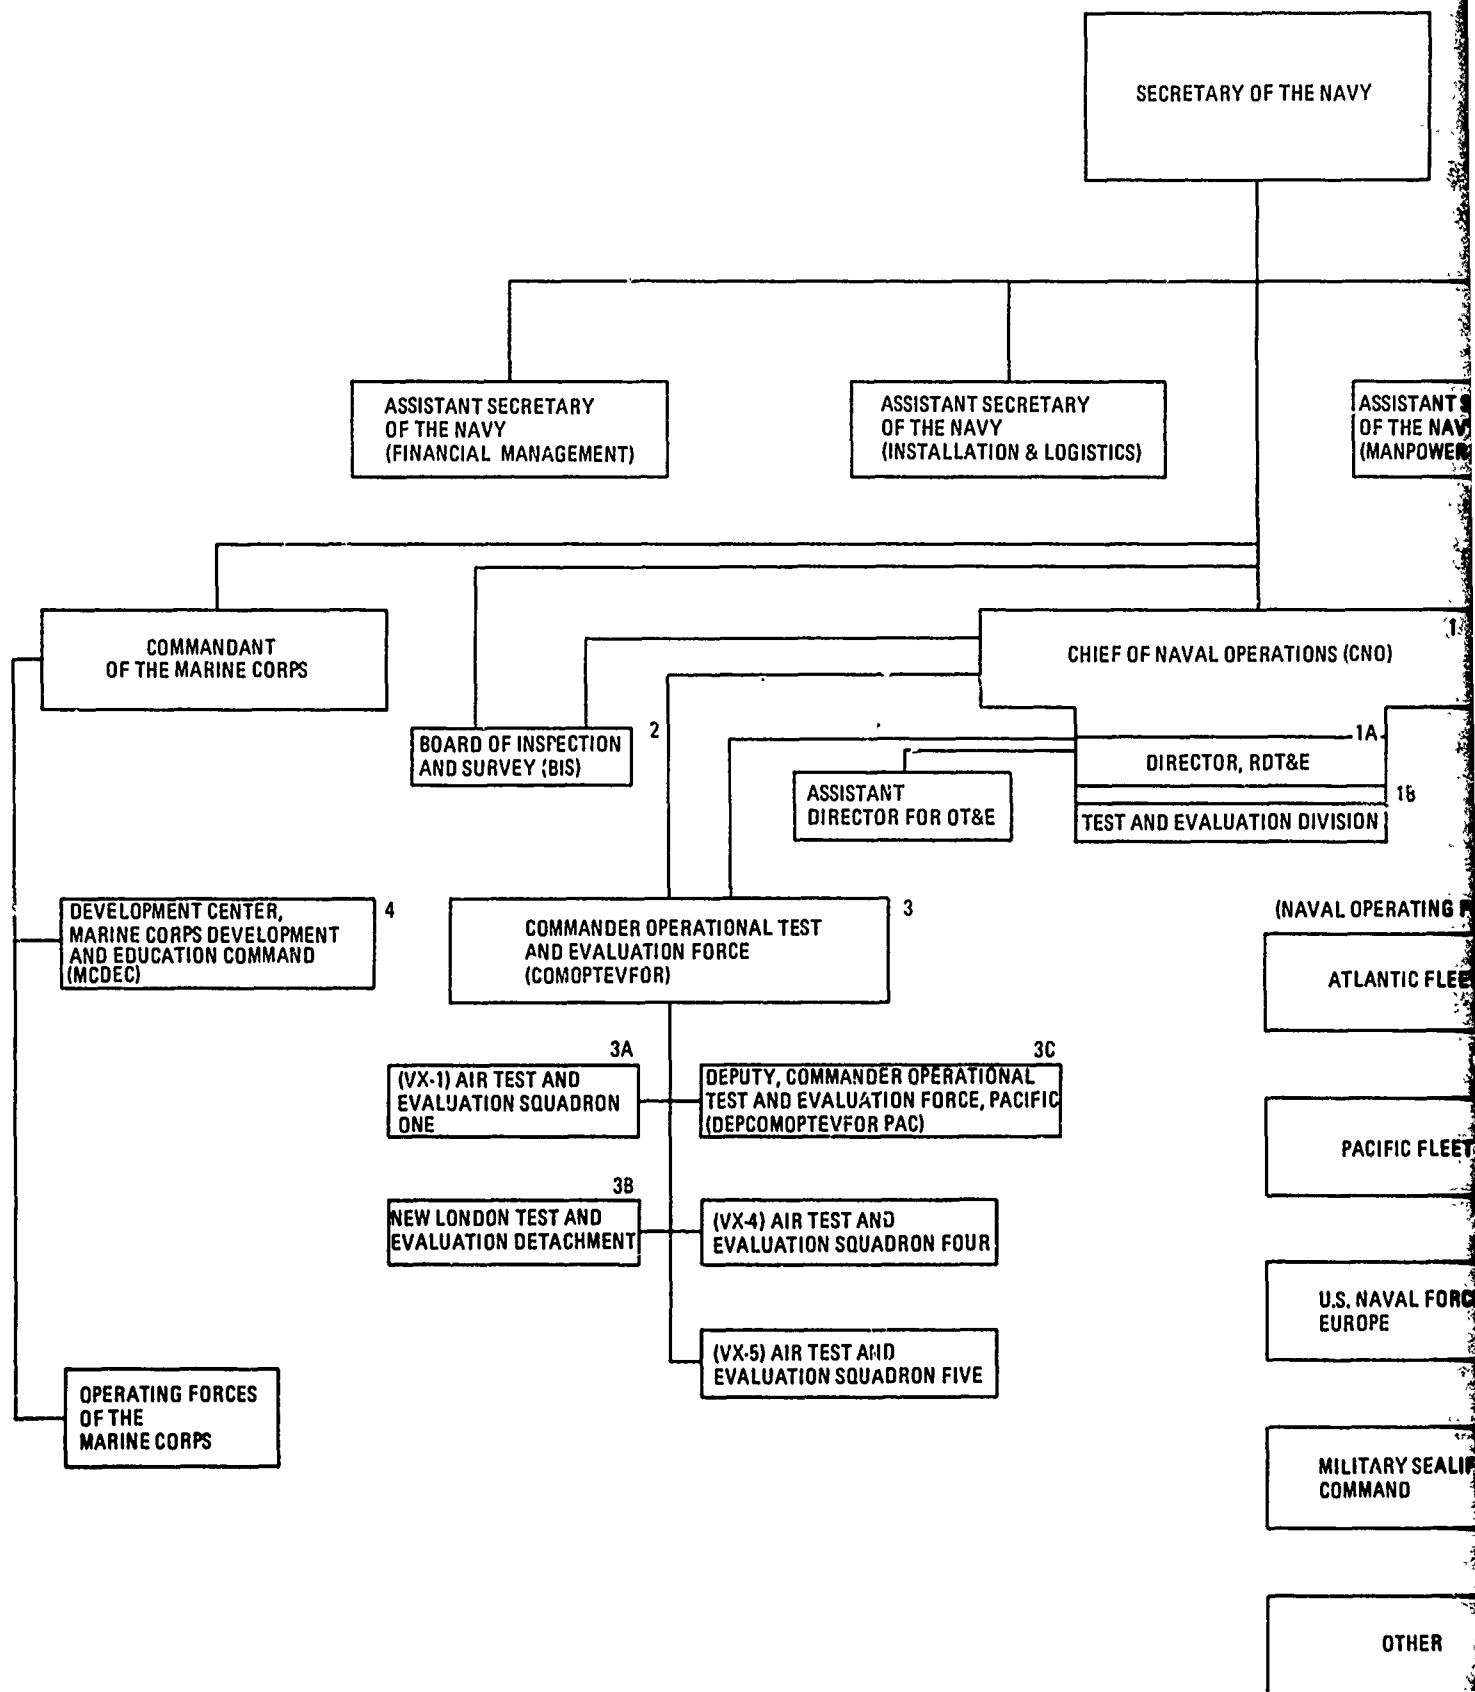 SECRETARY OF THE NAVY
ASSISTANT SECRETARY
OF THE NAVY
(FINANCIAL MANAGEMENT)
ASSISTANT SECRETARY
OF THE NAVY
(INSTALLATION & LOGISTICS)
ASSISTANT
OF THE NAV
(MANPOWER
COMMANDANT
OF THE MARINE CORPS
1
CHIEF OF NAVAL OPERATIONS (CNO)
2
BOARD OF INSPECTION
AND SURVEY (BIS)
1A
DIRECTOR, RDT&E
ASSISTANT
DIRECTOR FOR OT&E
1B
TEST AND EVALUATION DIVISION
4
DEVELOPMENT CENTER,
MARINE CORPS DEVELOPMENT
AND EDUCATION COMMAND
(MCDEC)
3
COMMANDER OPERATIONAL TEST
AND EVALUATION FORCE
(COMOPTEVFOR)
(NAVAL OPERATING
ATLANTIC FLEE
3A
(VX-1) AIR TEST AND
EVALUATION SQUADRON
ONE
3C
DEPUTY, COMMANDER OPERATIONAL
TEST AND EVALUATION FORCE, PACIFIC
(DEPCOMOPTEVFOR PAC)
PACIFIC FLEET
3B
NEW LONDON TEST AND
EVALUATION DETACHMENT
(VX-4) AIR TEST AND
EVALUATION SQUADRON FOUR
U.S. NAVAL FORC
EUROPE
(VX-5) AIR TEST AND
EVALUATION SQUADRON FIVE
OPERATING FORCES
OF THE
MARINE CORPS
MILITARY SEALIF
COMMAND
OTHER